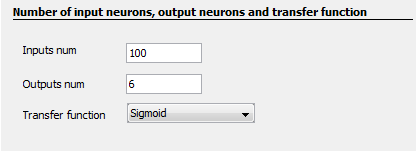 Number of input neurons, output neurons and transfer function
Inputs num 100
Outputs num 6
Transfer function Sigmoid